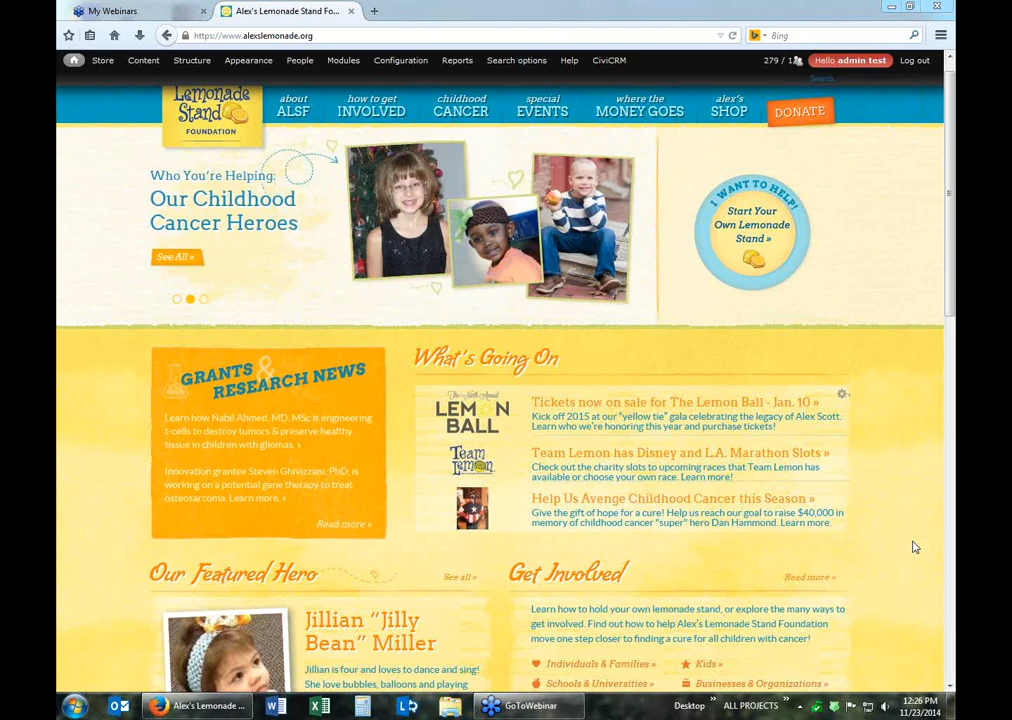 My Webinars
Alex's Lemonade Stand Fo...
https://www.alexslemonade.org
Bing
Store Content Structure Appearance People Modules Configuration Reports Search options Help CiviCRM
Hello admin test Log out
Search
Lemonade
Stand
FOUNDATION
about
ALSF
how to get
INVOLVED
childhood
CANCER
special
EVENTS
where the
MONEY GOES
alex's
SHOP
DONATE
Who You're Helping:
Our Childhood
Cancer Heroes
See All »
I WANT TO HELP!
Start Your
Own Lemonade
Stand »
GRANTS &
RESEARCH NEWS
Learn how Nabil Ahmed, MD, MSc is engineering
t-cells to destroy tumors & preserve healthy
tissue in children with gliomas. »
Innovation grantee Steven Ghivizzani, PhD, is
working on a potential gene therapy to treat
osteosarcoma. Learn more. »
Read more »
What's Going On
The Ninth Annual
LEMON
BALL
Tickets now on sale for The Lemon Ball - Jan. 10 »
Kick off 2015 at our "yellow tie" gala celebrating the legacy of Alex Scott.
Learn who we're honoring this year and purchase tickets!
Team
Lemon
Team Lemon has Disney and L.A. Marathon Slots »
Check out the charity slots to upcoming races that Team Lemon has
available or choose your own race. Learn more!
Help Us Avenge Childhood Cancer this Season »
Give the gift of hope for a cure! Help us reach our goal to raise $40,000 in
memory of childhood cancer "super" hero Dan Hammond. Learn more.
Our Featured Hero
See all »
Jillian "Jilly
Bean" Miller
Jillian is four and loves to dance and sing!
She love bubbles, balloons and playing
Get Involved
Read more »
Learn how to hold your own lemonade stand, or explore the many ways to
get involved. Find out how to help Alex's Lemonade Stand Foundation
move one step closer to finding a cure for all children with cancer!
Individuals & Families »
Kids »
Schools & Universities »
Businesses & Organizations »
Alex's Lemonade ...
GoToWebinar
Desktop
ALL PROJECTS
12:26 PM
11/23/2014